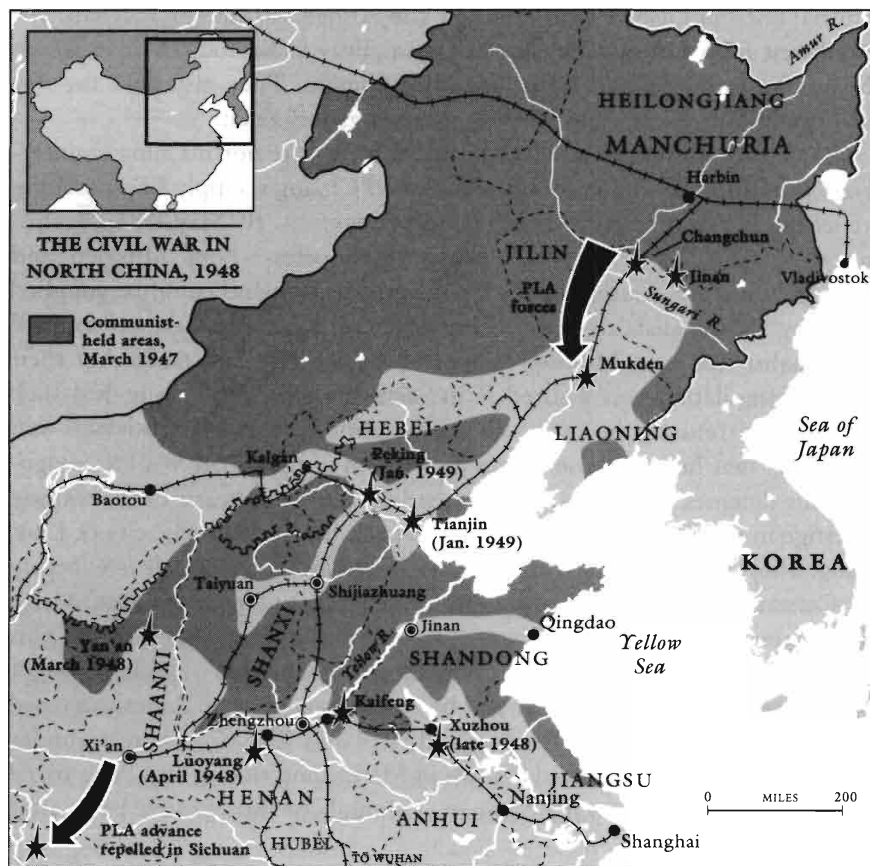 THE CIVIL WAR IN
NORTH CHINA, 1948
Communist-
held areas,
March 1947
Amur R.
HEILONGJIANG
MANCHURIA
Harbin
Changchun
JILIN
Jinan
Vladivostok
PLA
forces
Sungari R.
Mukden
LIAONING
Sea of
Japan
HEBEI
Kalgan
Peking
(Jan. 1949)
Baotou
Tianjin
(Jan. 1949)
KOREA
Taiyuan
Shijiazhuang
Yan'an
(March 1948)
SHAANXI
SHANXI
Yellow R.
Jinan
Qingdao
SHANDONG
Yellow
Sea
Zhengzhou
Kaifeng
Xuzhou
(late 1948)
Xi'an
Luoyang
(April 1948)
HENAN
JIANGSU
ANHUI
Nanjing
Shanghai
HUBEI
TO WUHAN
PLA advance
repelled in Sichuan
0 MILES 200